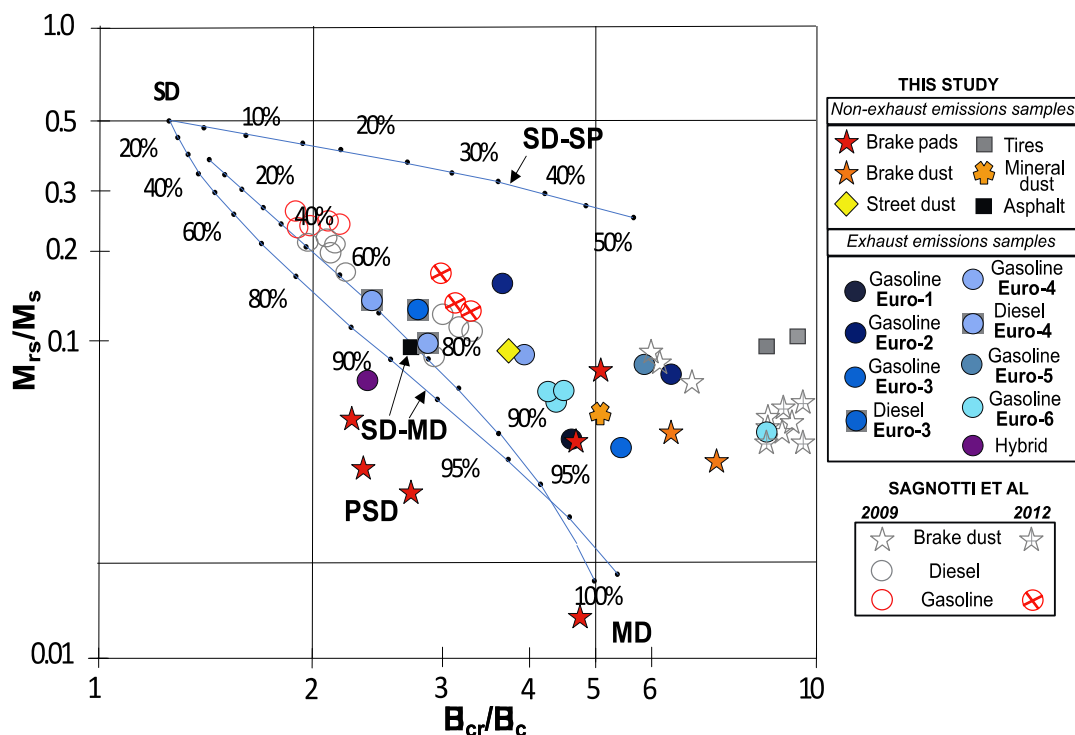 1.0
SD
0.5
10%
20%
SD-SP
20%
30%
40%
0.3
20%
40%
40%
50%
60%
0.2
60%
80%
Mrs/Ms
0.1
80%
90%
SD-MD
90%
95%
95%
PSD
100%
MD
0.01
1
2
3
4
5
6
10
Bcr/Bc
THIS STUDY
Non-exhaust emissions samples
Brake pads
Tires
Brake dust
Mineral
dust
Street dust
Asphalt
Exhaust emissions samples
Gasoline
Euro-1
Gasoline
Euro-4
Gasoline
Euro-2
Diesel
Euro-4
Gasoline
Euro-3
Gasoline
Euro-5
Diesel
Euro-3
Gasoline
Euro-6
Hybrid
SAGNOTTI ET AL
2009 2012
Brake dust
Diesel
Gasoline